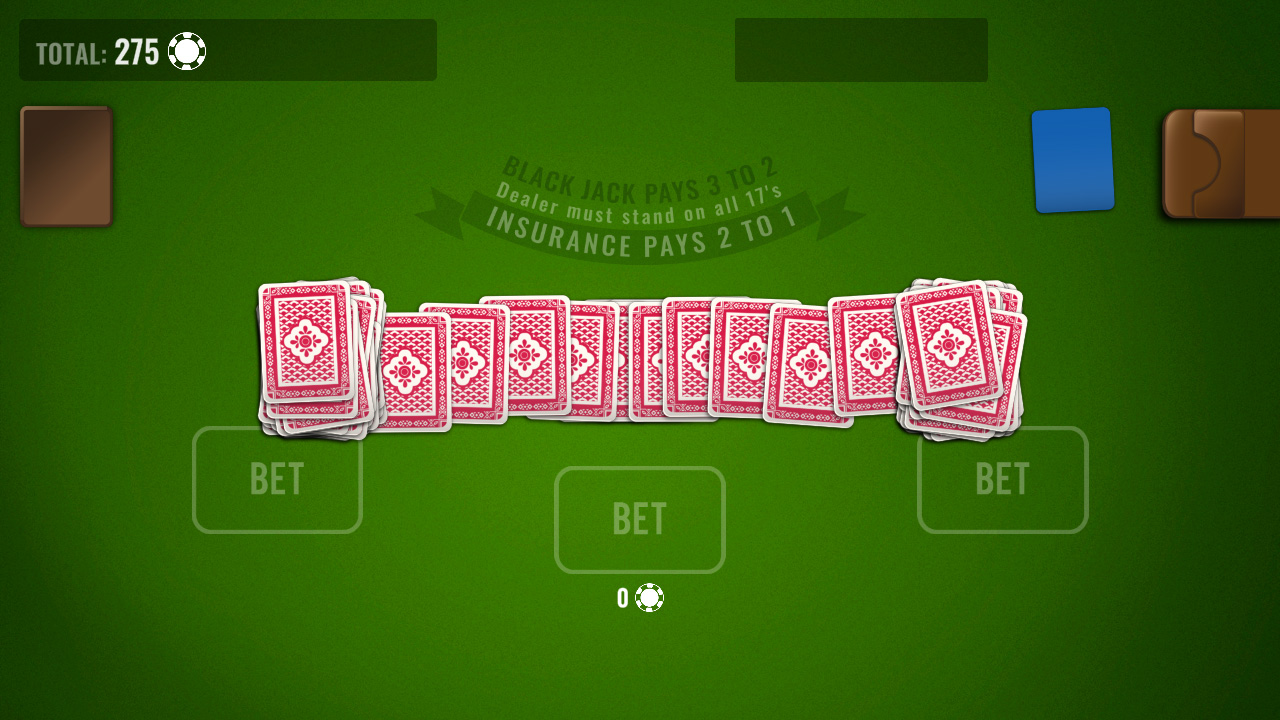 TOTAL: 275
BLACK JACK PAYS 3 TO 2
Dealer must stand on all 17's
INSURANCE PAYS 2 TO 1
BET
BET
BET
0